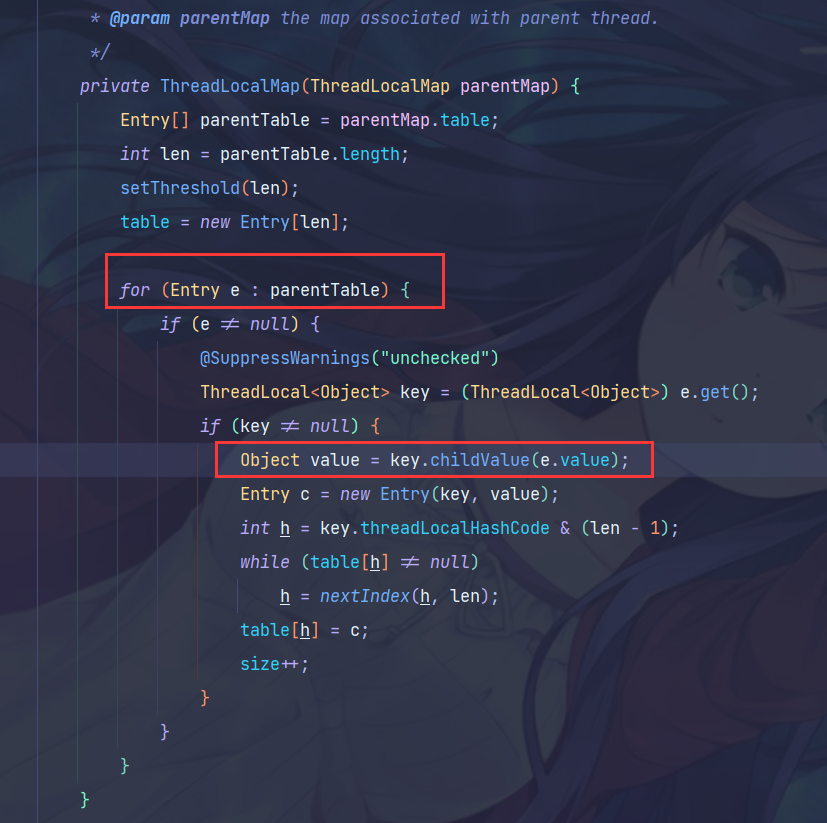 * @param parentMap the map associated with parent thread.
*/
private ThreadLocalMap(ThreadLocalMap parentMap) {
Entry[] parentTable = parentMap.table;
int len = parentTable.length;
setThreshold(len);
table = new Entry[len];
for (Entry e : parentTable) {
if (e != null) {
@SuppressWarnings("unchecked")
ThreadLocal<Object> key = (ThreadLocal<Object>) e.get();
if (key != null) {
Object value = key.childValue(e.value);
Entry c = new Entry(key, value);
int h = key.threadLocalHashCode & (len - 1);
while (table[h] != null)
h = nextIndex(h, len);
table[h] = c;
size++;
}
}
}
}